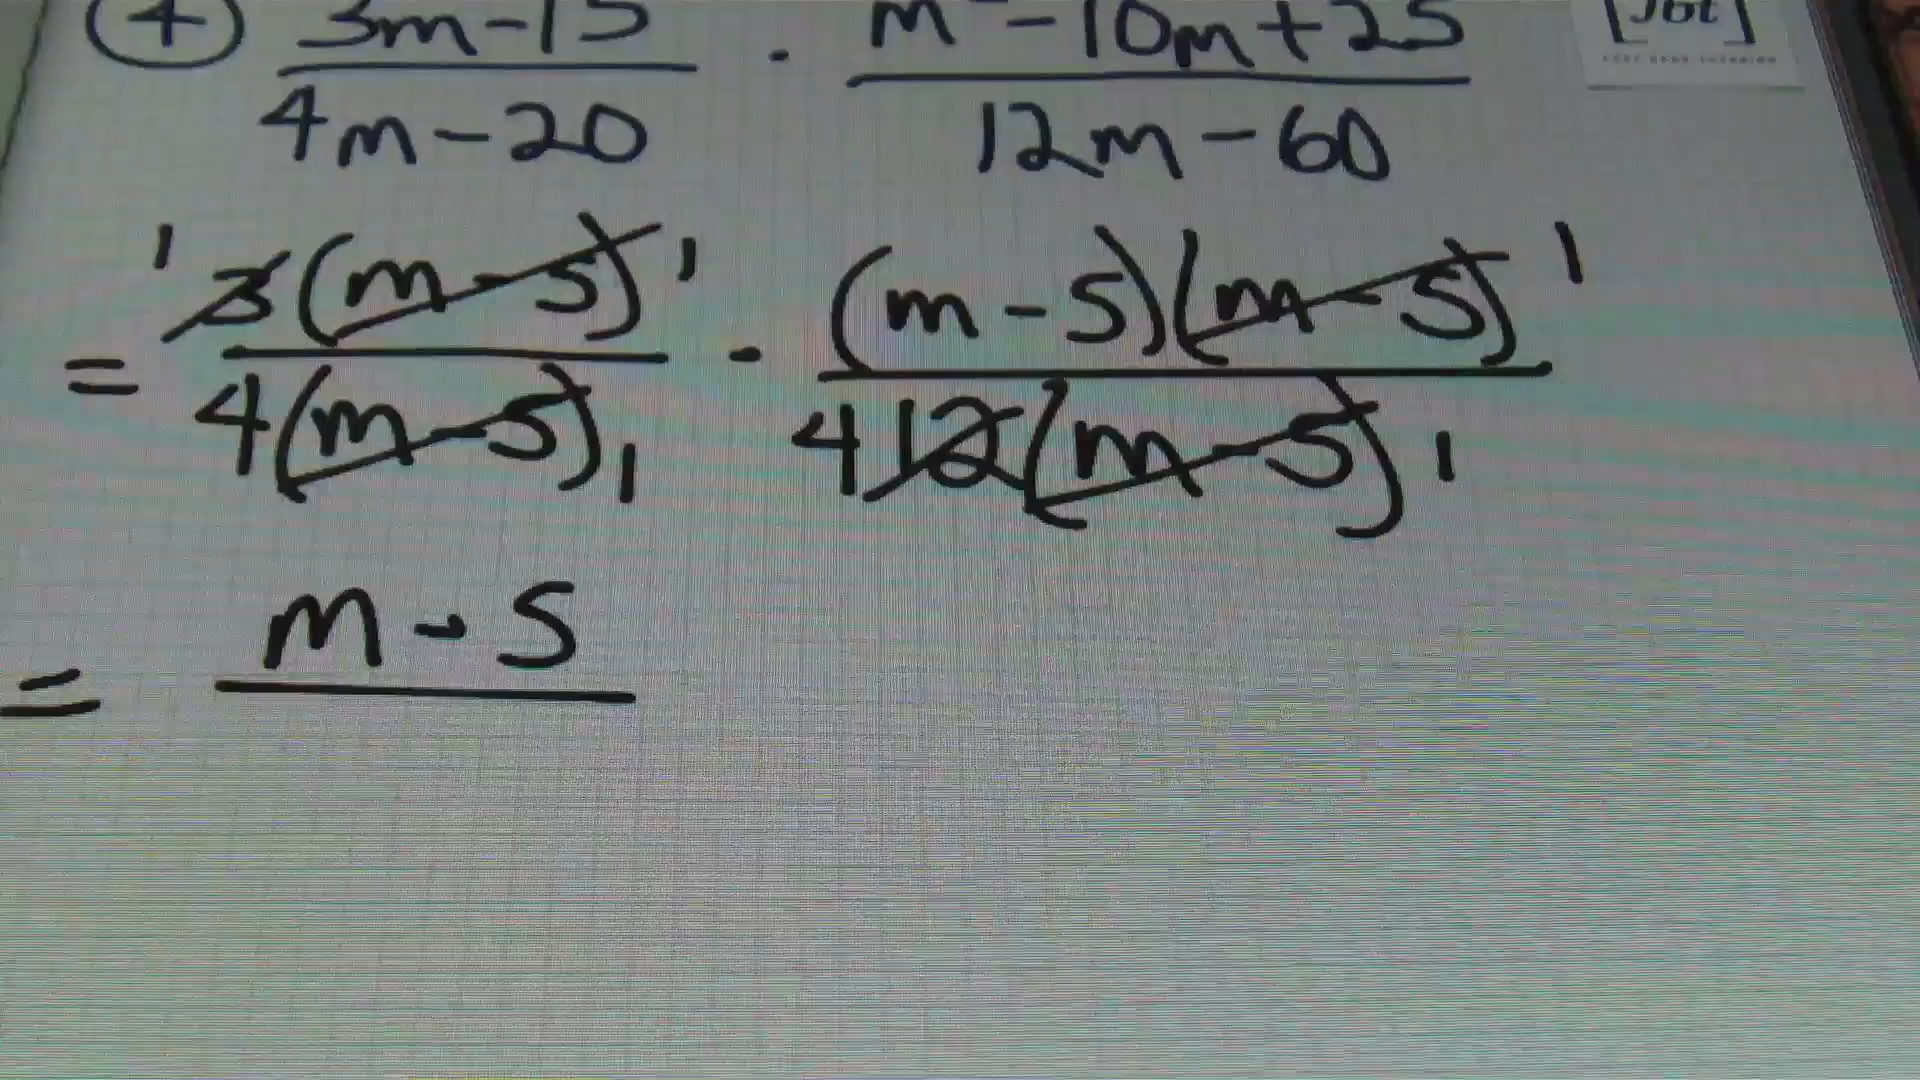 4 3m-15 · m²-10m+25
4m-20 12m-60
1 3(m-5) 1 (m-5)(m-5) 1
= ·
4(m-5) 1 4 12(m-5) 1
m-5
=